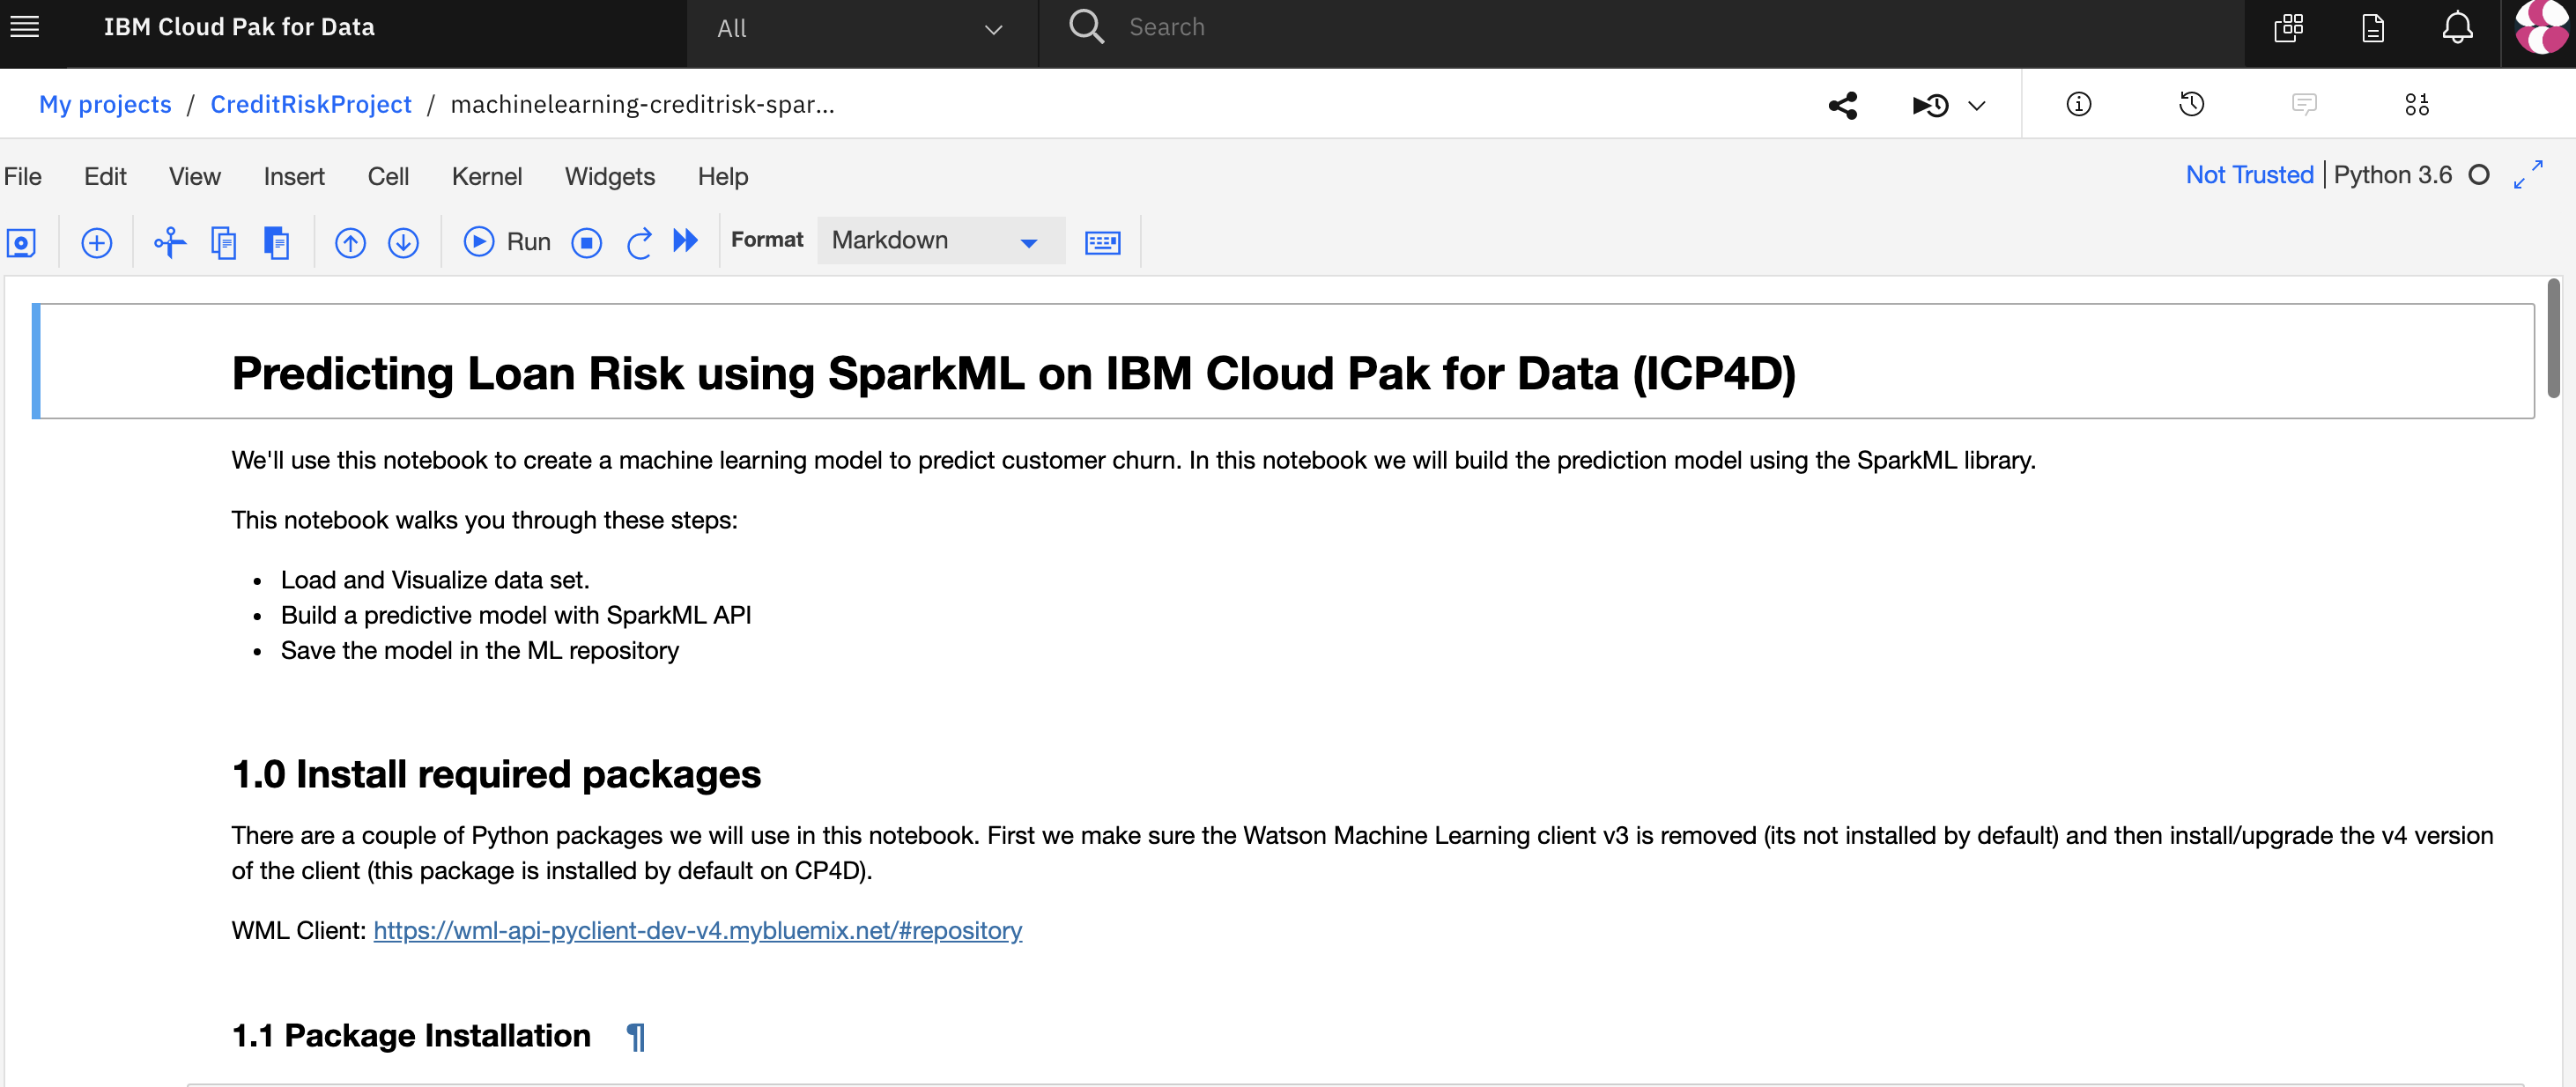 IBM Cloud Pak for Data
All
Search
My projects / CreditRiskProject / machinelearning-creditrisk-spar...
File Edit View Insert Cell Kernel Widgets Help
Not Trusted | Python 3.6
Run
Format
Markdown
Predicting Loan Risk using SparkML on IBM Cloud Pak for Data (ICP4D)
We'll use this notebook to create a machine learning model to predict customer churn. In this notebook we will build the prediction model using the SparkML library.
This notebook walks you through these steps:
• Load and Visualize data set.
• Build a predictive model with SparkML API
• Save the model in the ML repository
1.0 Install required packages
There are a couple of Python packages we will use in this notebook. First we make sure the Watson Machine Learning client v3 is removed (its not installed by default) and then install/upgrade the v4 version
of the client (this package is installed by default on CP4D).
WML Client: https://wml-api-pyclient-dev-v4.mybluemix.net/#repository
1.1 Package Installation ¶